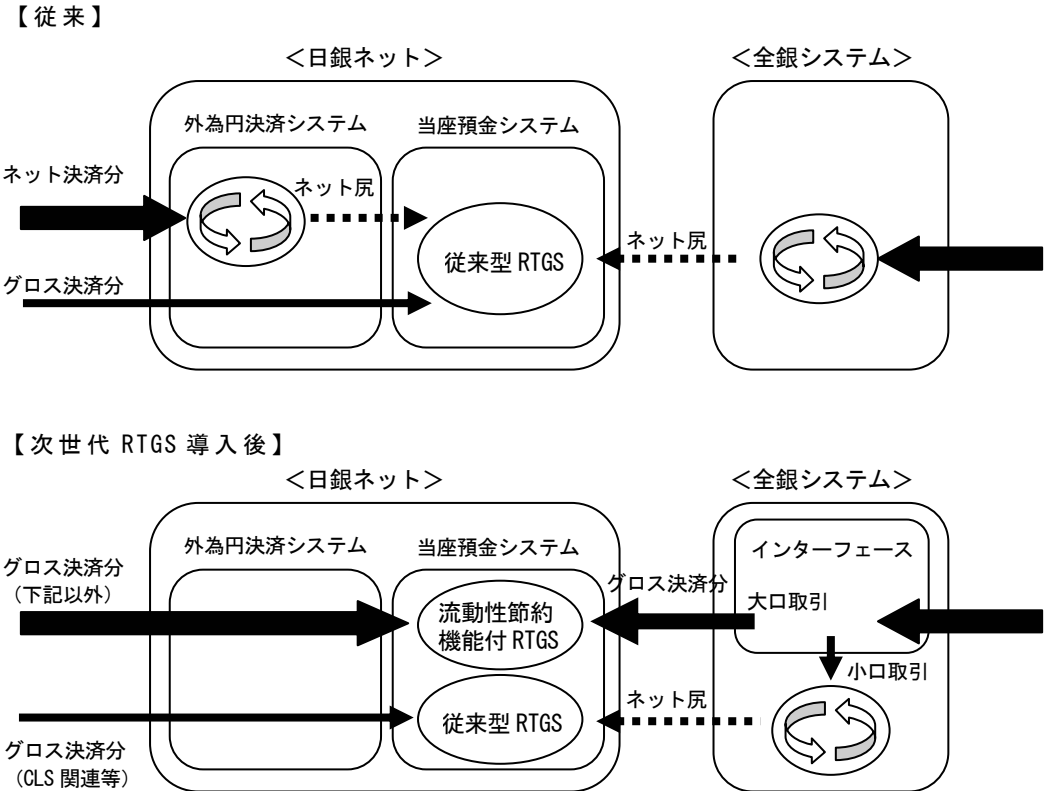 【従来】
＜日銀ネット＞
＜全銀システム＞
外為円決済システム
当座預金システム
ネット決済分
ネット尻
従来型 RTGS
ネット尻
グロス決済分
【次世代 RTGS 導入後】
＜日銀ネット＞
＜全銀システム＞
外為円決済システム
当座預金システム
インターフェース
グロス決済分
（下記以外）
流動性節約
機能付 RTGS
グロス決済分
大口取引
小口取引
従来型 RTGS
ネット尻
グロス決済分
（CLS 関連等）